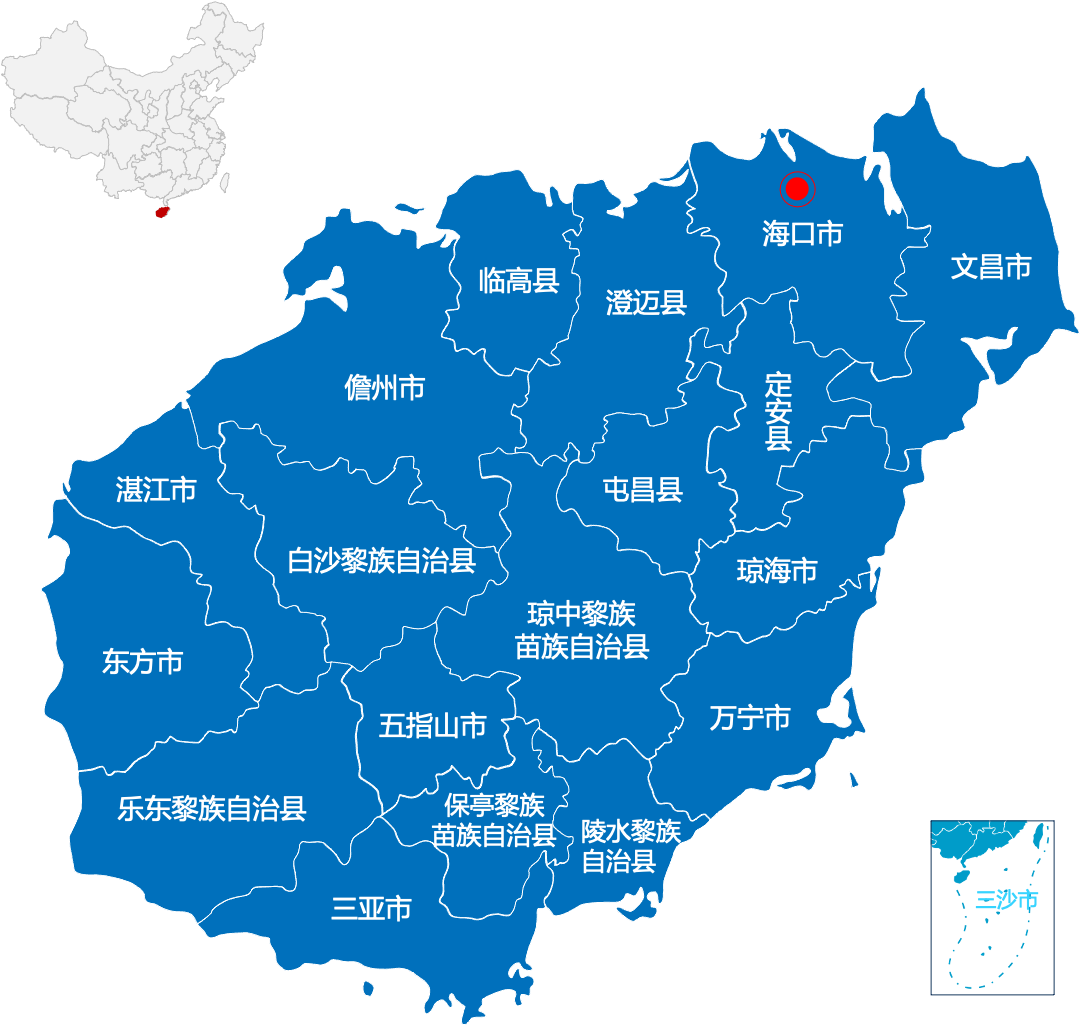 海口市
文昌市
临高县
澄迈县
儋州市
定安县
湛江市
屯昌县
白沙黎族自治县
琼海市
琼中黎族
苗族自治县
东方市
万宁市
五指山市
乐东黎族自治县
保亭黎族
苗族自治县
陵水黎族
自治县
三亚市
三沙市